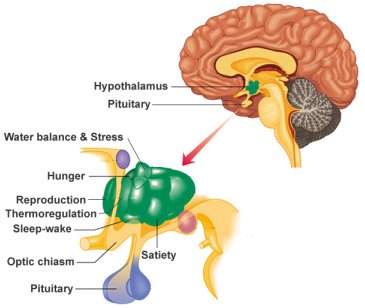 Hypothalamus
Pituitary
Water balance & Stress
Hunger
Reproduction
Thermoregulation
Sleep-wake
Satiety
Optic chiasm
Pituitary